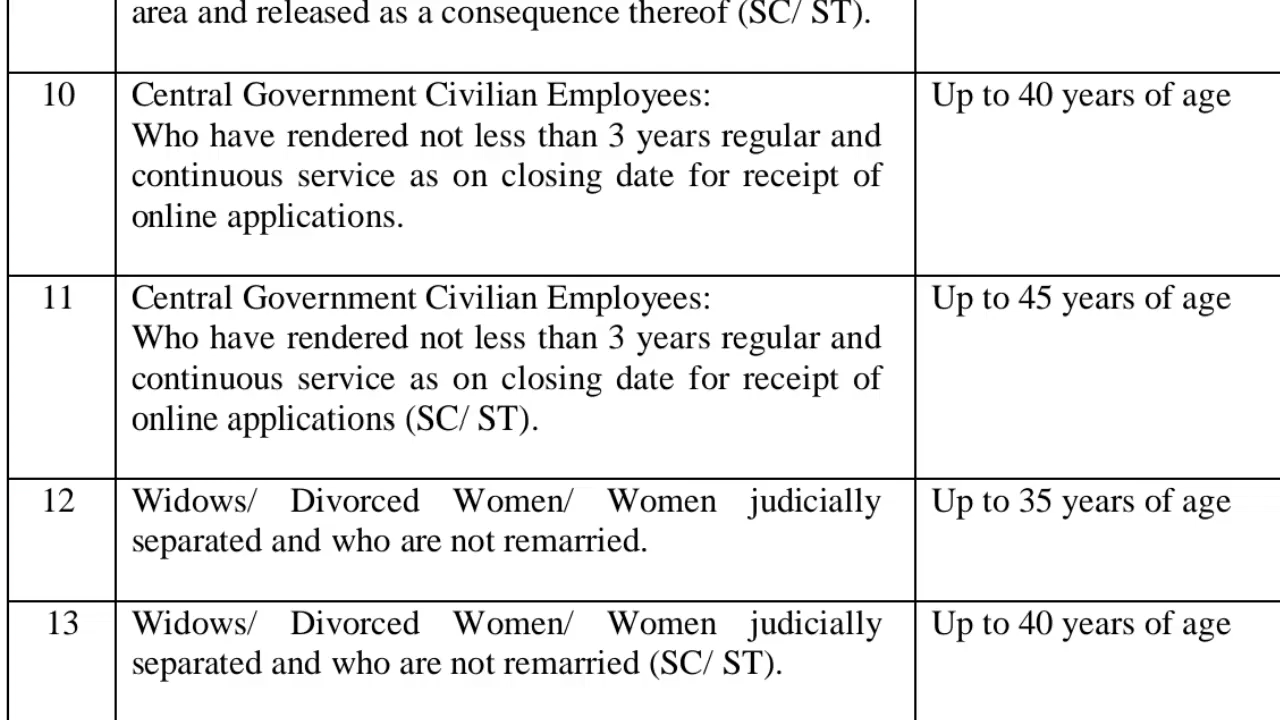 area and released as a consequence thereof (SC/ ST).
10 Central Government Civilian Employees: Up to 40 years of age
Who have rendered not less than 3 years regular and
continuous service as on closing date for receipt of
online applications.
11 Central Government Civilian Employees: Up to 45 years of age
Who have rendered not less than 3 years regular and
continuous service as on closing date for receipt of
online applications (SC/ ST).
12 Widows/ Divorced Women/ Women judicially Up to 35 years of age
separated and who are not remarried.
13 Widows/ Divorced Women/ Women judicially Up to 40 years of age
separated and who are not remarried (SC/ ST).